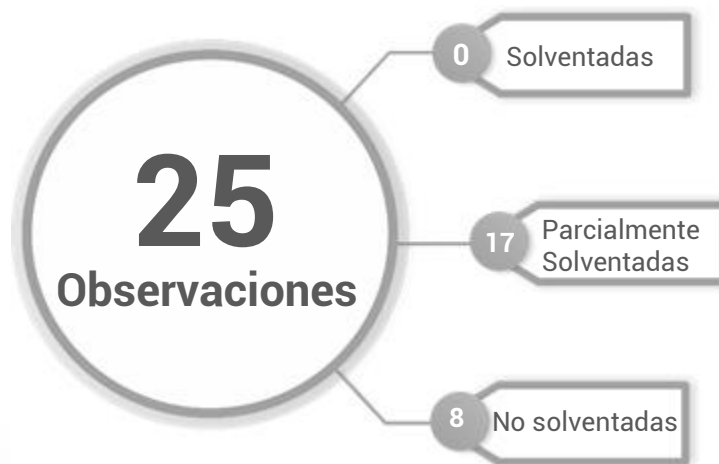 25
Observaciones
0
Solventadas
17
Parcialmente
Solventadas
8
No solventadas